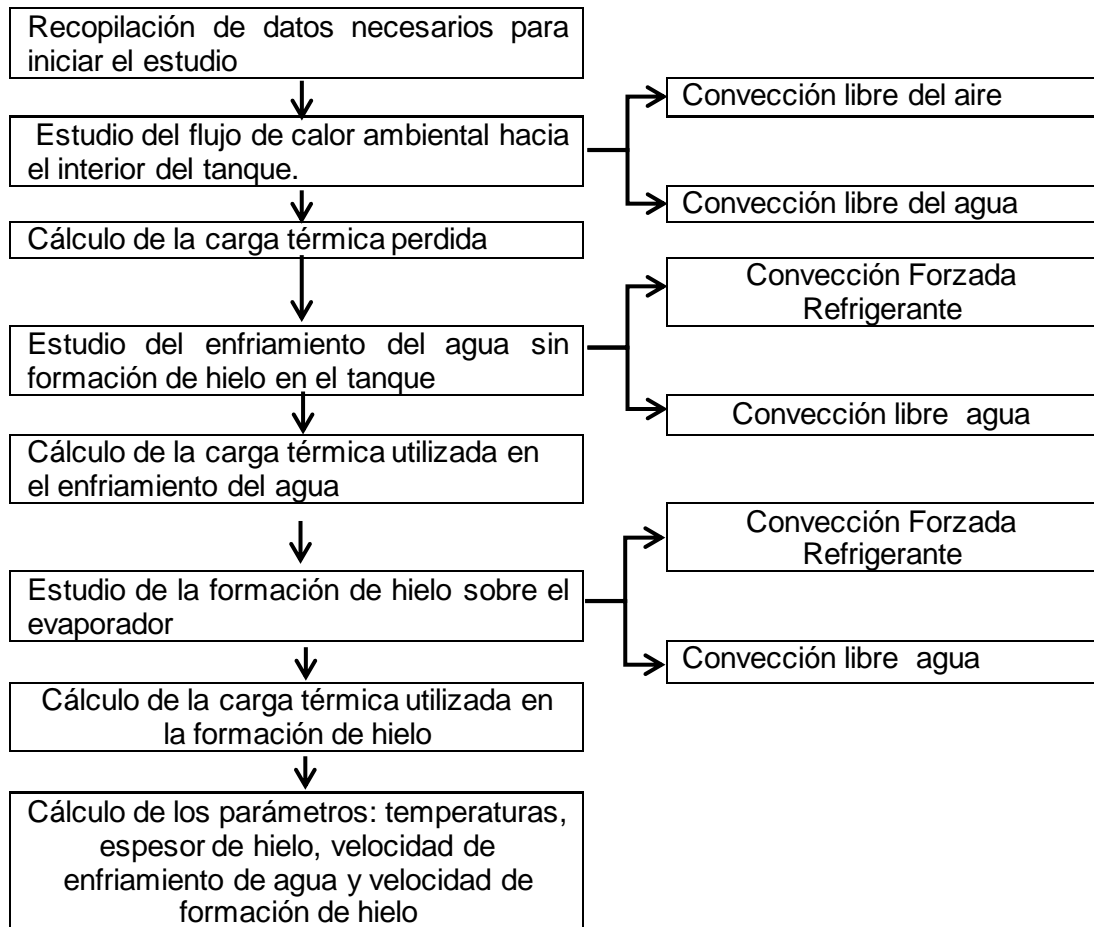 Recopilación de datos necesarios para
iniciar el estudio
Convección libre del aire
Estudio del flujo de calor ambiental hacia
el interior del tanque.
Convección libre del agua
Cálculo de la carga térmica perdida
Convección Forzada
Refrigerante
Estudio del enfriamiento del agua sin
formación de hielo en el tanque
Convección libre agua
Cálculo de la carga térmica utilizada en
el enfriamiento del agua
Convección Forzada
Refrigerante
Estudio de la formación de hielo sobre el
evaporador
Convección libre agua
Cálculo de la carga térmica utilizada en
la formación de hielo
Cálculo de los parámetros: temperaturas,
espesor de hielo, velocidad de
enfriamiento de agua y velocidad de
formación de hielo